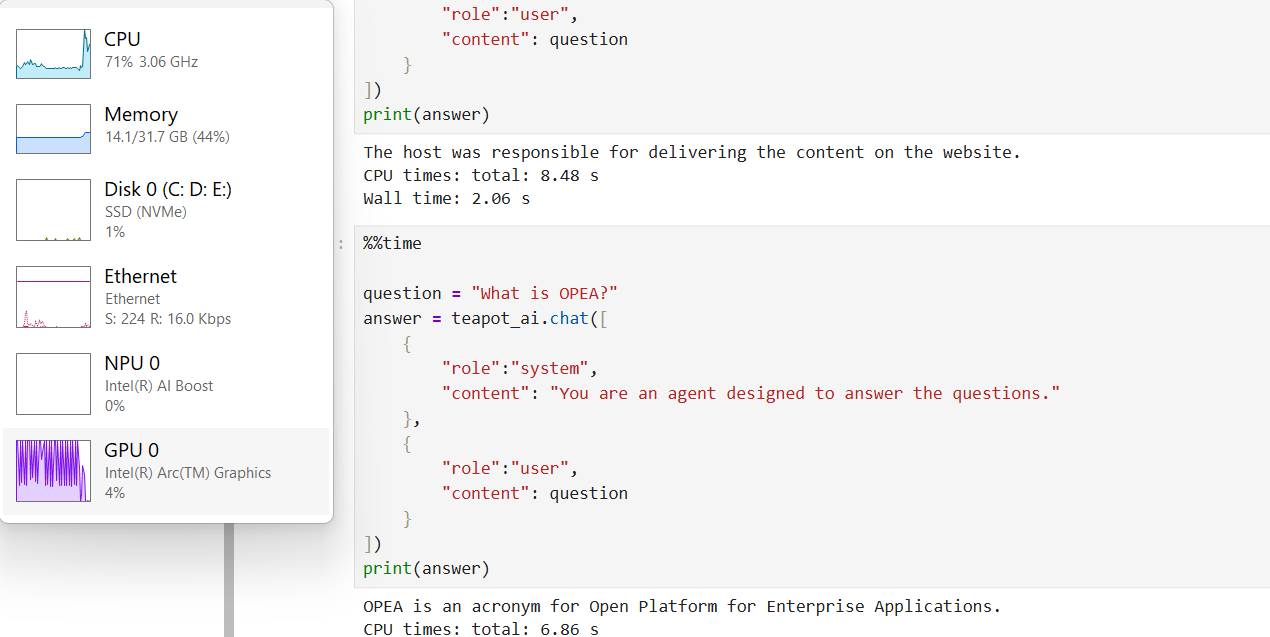 CPU
71% 3.06 GHz
Memory
14.1/31.7 GB (44%)
Disk 0 (C: D: E:)
SSD (NVMe)
1%
Ethernet
Ethernet
S: 224 R: 16.0 Kbps
NPU 0
Intel(R) AI Boost
0%
GPU 0
Intel(R) Arc(TM) Graphics
4%
"role":"user",
"content": question
}
])
print(answer)
The host was responsible for delivering the content on the website.
CPU times: total: 8.48 s
Wall time: 2.06 s
:
%%time
question = "What is OPEA?"
answer = teapot_ai.chat([
{
"role":"system",
"content": "You are an agent designed to answer the questions."
},
{
"role":"user",
"content": question
}
])
print(answer)
OPEA is an acronym for Open Platform for Enterprise Applications.
CPU times: total: 6.86 s